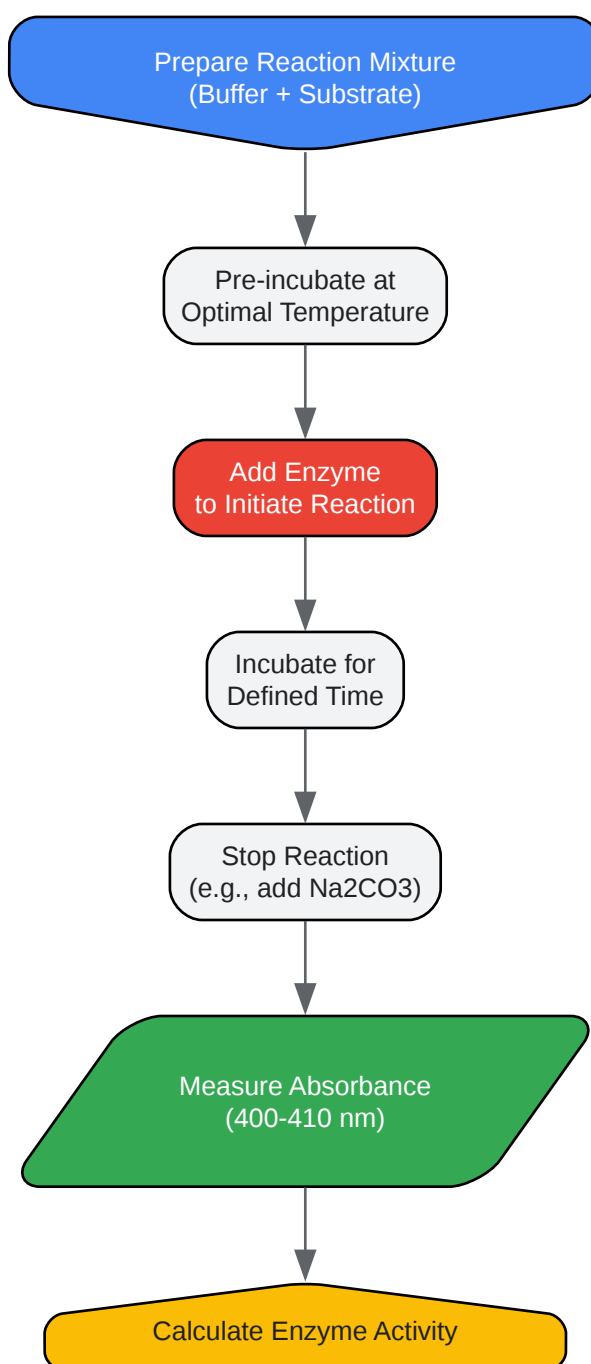 Prepare Reaction Mixture
(Buffer + Substrate)
Pre-incubate at
Optimal Temperature
Add Enzyme
to Initiate Reaction
Incubate for
Defined Time
Stop Reaction
(e.g., add Na2CO3)
Measure Absorbance
(400-410 nm)
Calculate Enzyme Activity